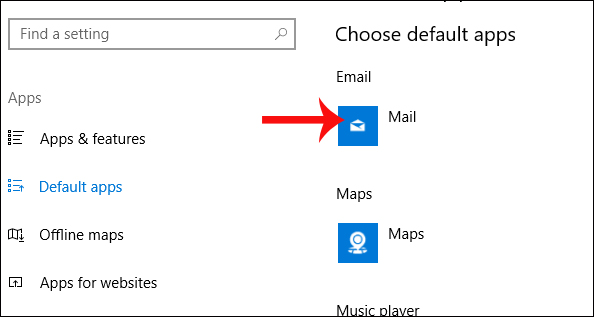 Find a setting
Apps
Apps & features
Default apps
Offline maps
Apps for websites
Choose default apps
Email
Mail
Maps
Maps
Music player